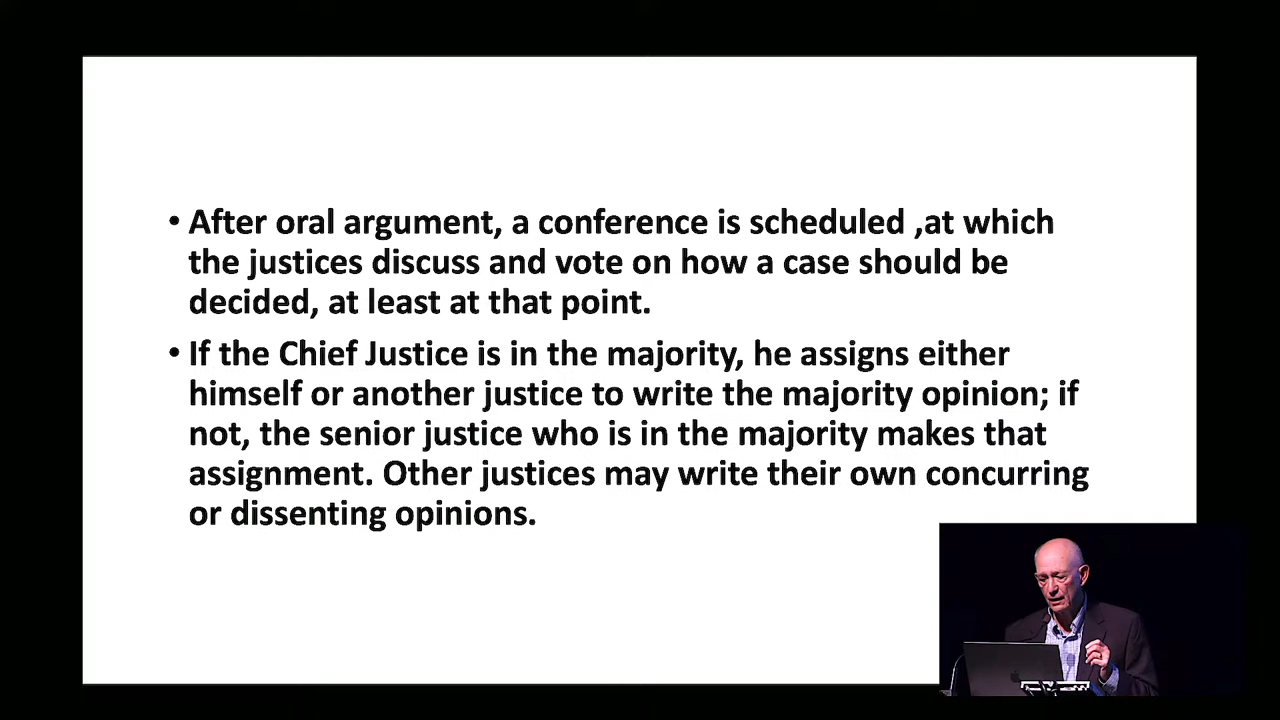 • After oral argument, a conference is scheduled ,at which
the justices discuss and vote on how a case should be
decided, at least at that point.
• If the Chief Justice is in the majority, he assigns either
himself or another justice to write the majority opinion; if
not, the senior justice who is in the majority makes that
assignment. Other justices may write their own concurring
or dissenting opinions.